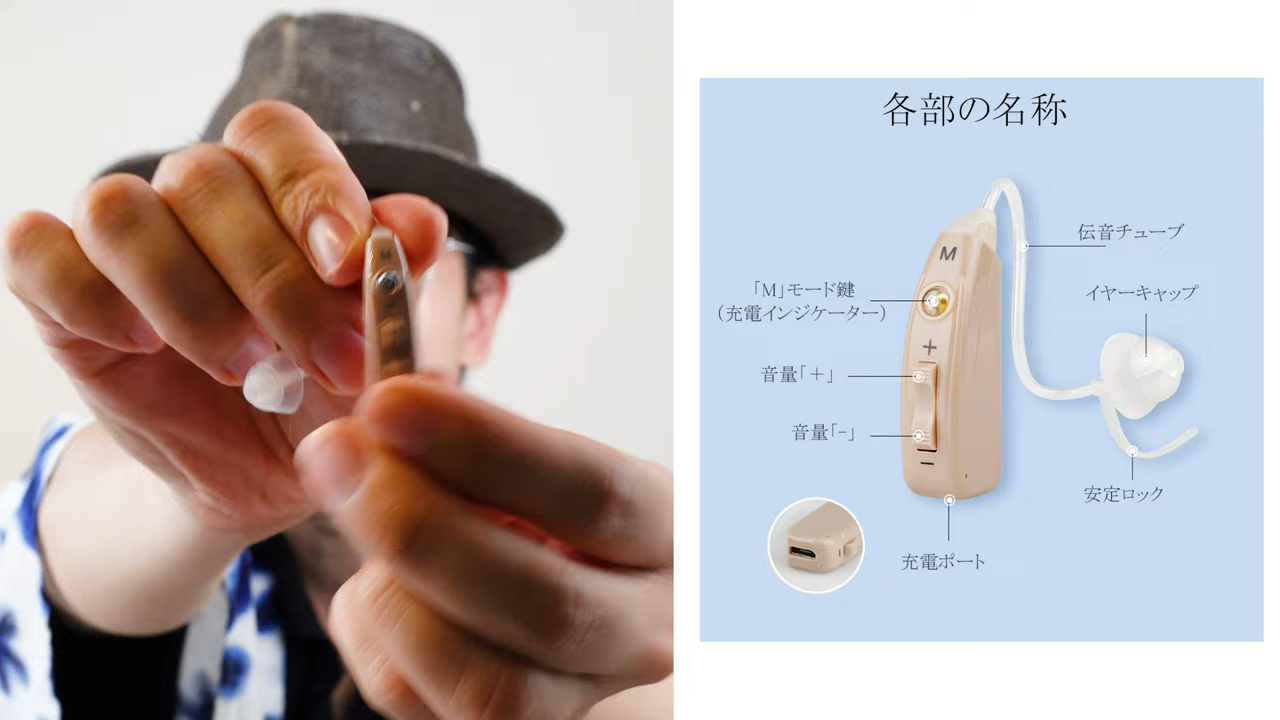 各部の名称
M
M
伝音チューブ
「M」モード鍵
(充電インジケーター)
イヤーキャップ
+
音量「＋」
音量「-」
−
安定ロック
充電ポート